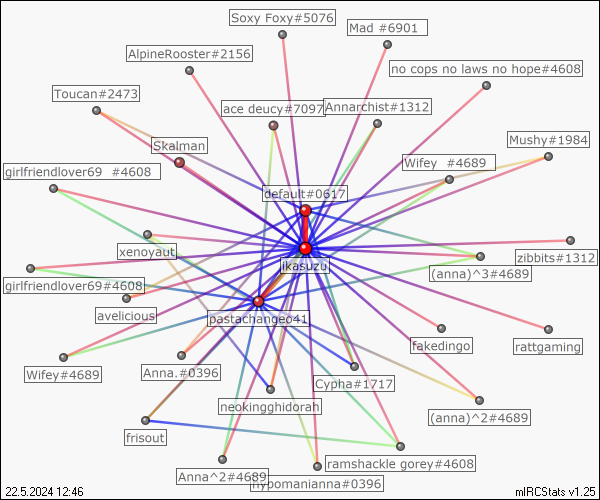 Soxy Foxy#5076
Mad #6901
AlpineRooster#2156
no cops no laws no hope#4608
Toucan#2473
ace deucy#7097
Annarchist#1312
Mushy#1984
Skalman
girlfriendlover69 #4608
Wifey #4689
default#0617
xenoyaut
jikasuzu
zibbits#1312
(anna)^3#4689
girlfriendlover69#4608
avelicious
pastachangeo41
fakedingo
rattgaming
Wifey#4689
Anna.#0396
Cypha#1717
neokingghidorah
(anna)^2#4689
frisout
ramshackle gorey#4608
Anna^2#4689
hypomanianna#0396
22.5.2024 12:46
mIRCStats v1.25